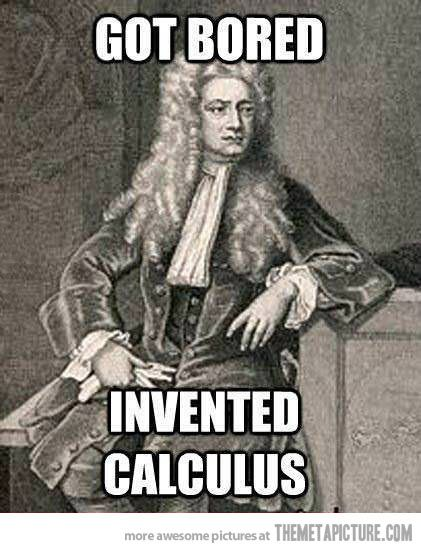 GOT BORED
INVENTED
CALCULUS
more awesome pictures at THEMETAPICTURE.COM